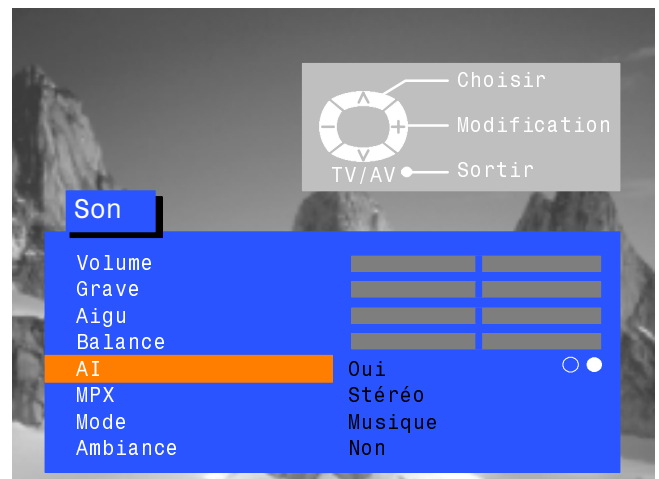 Choisir
Modification
TV/AV Sortir
Son
Volume
Grave
Aigu
Balance
AI Oui
MPX Stéréo
Mode Musique
Ambiance Non